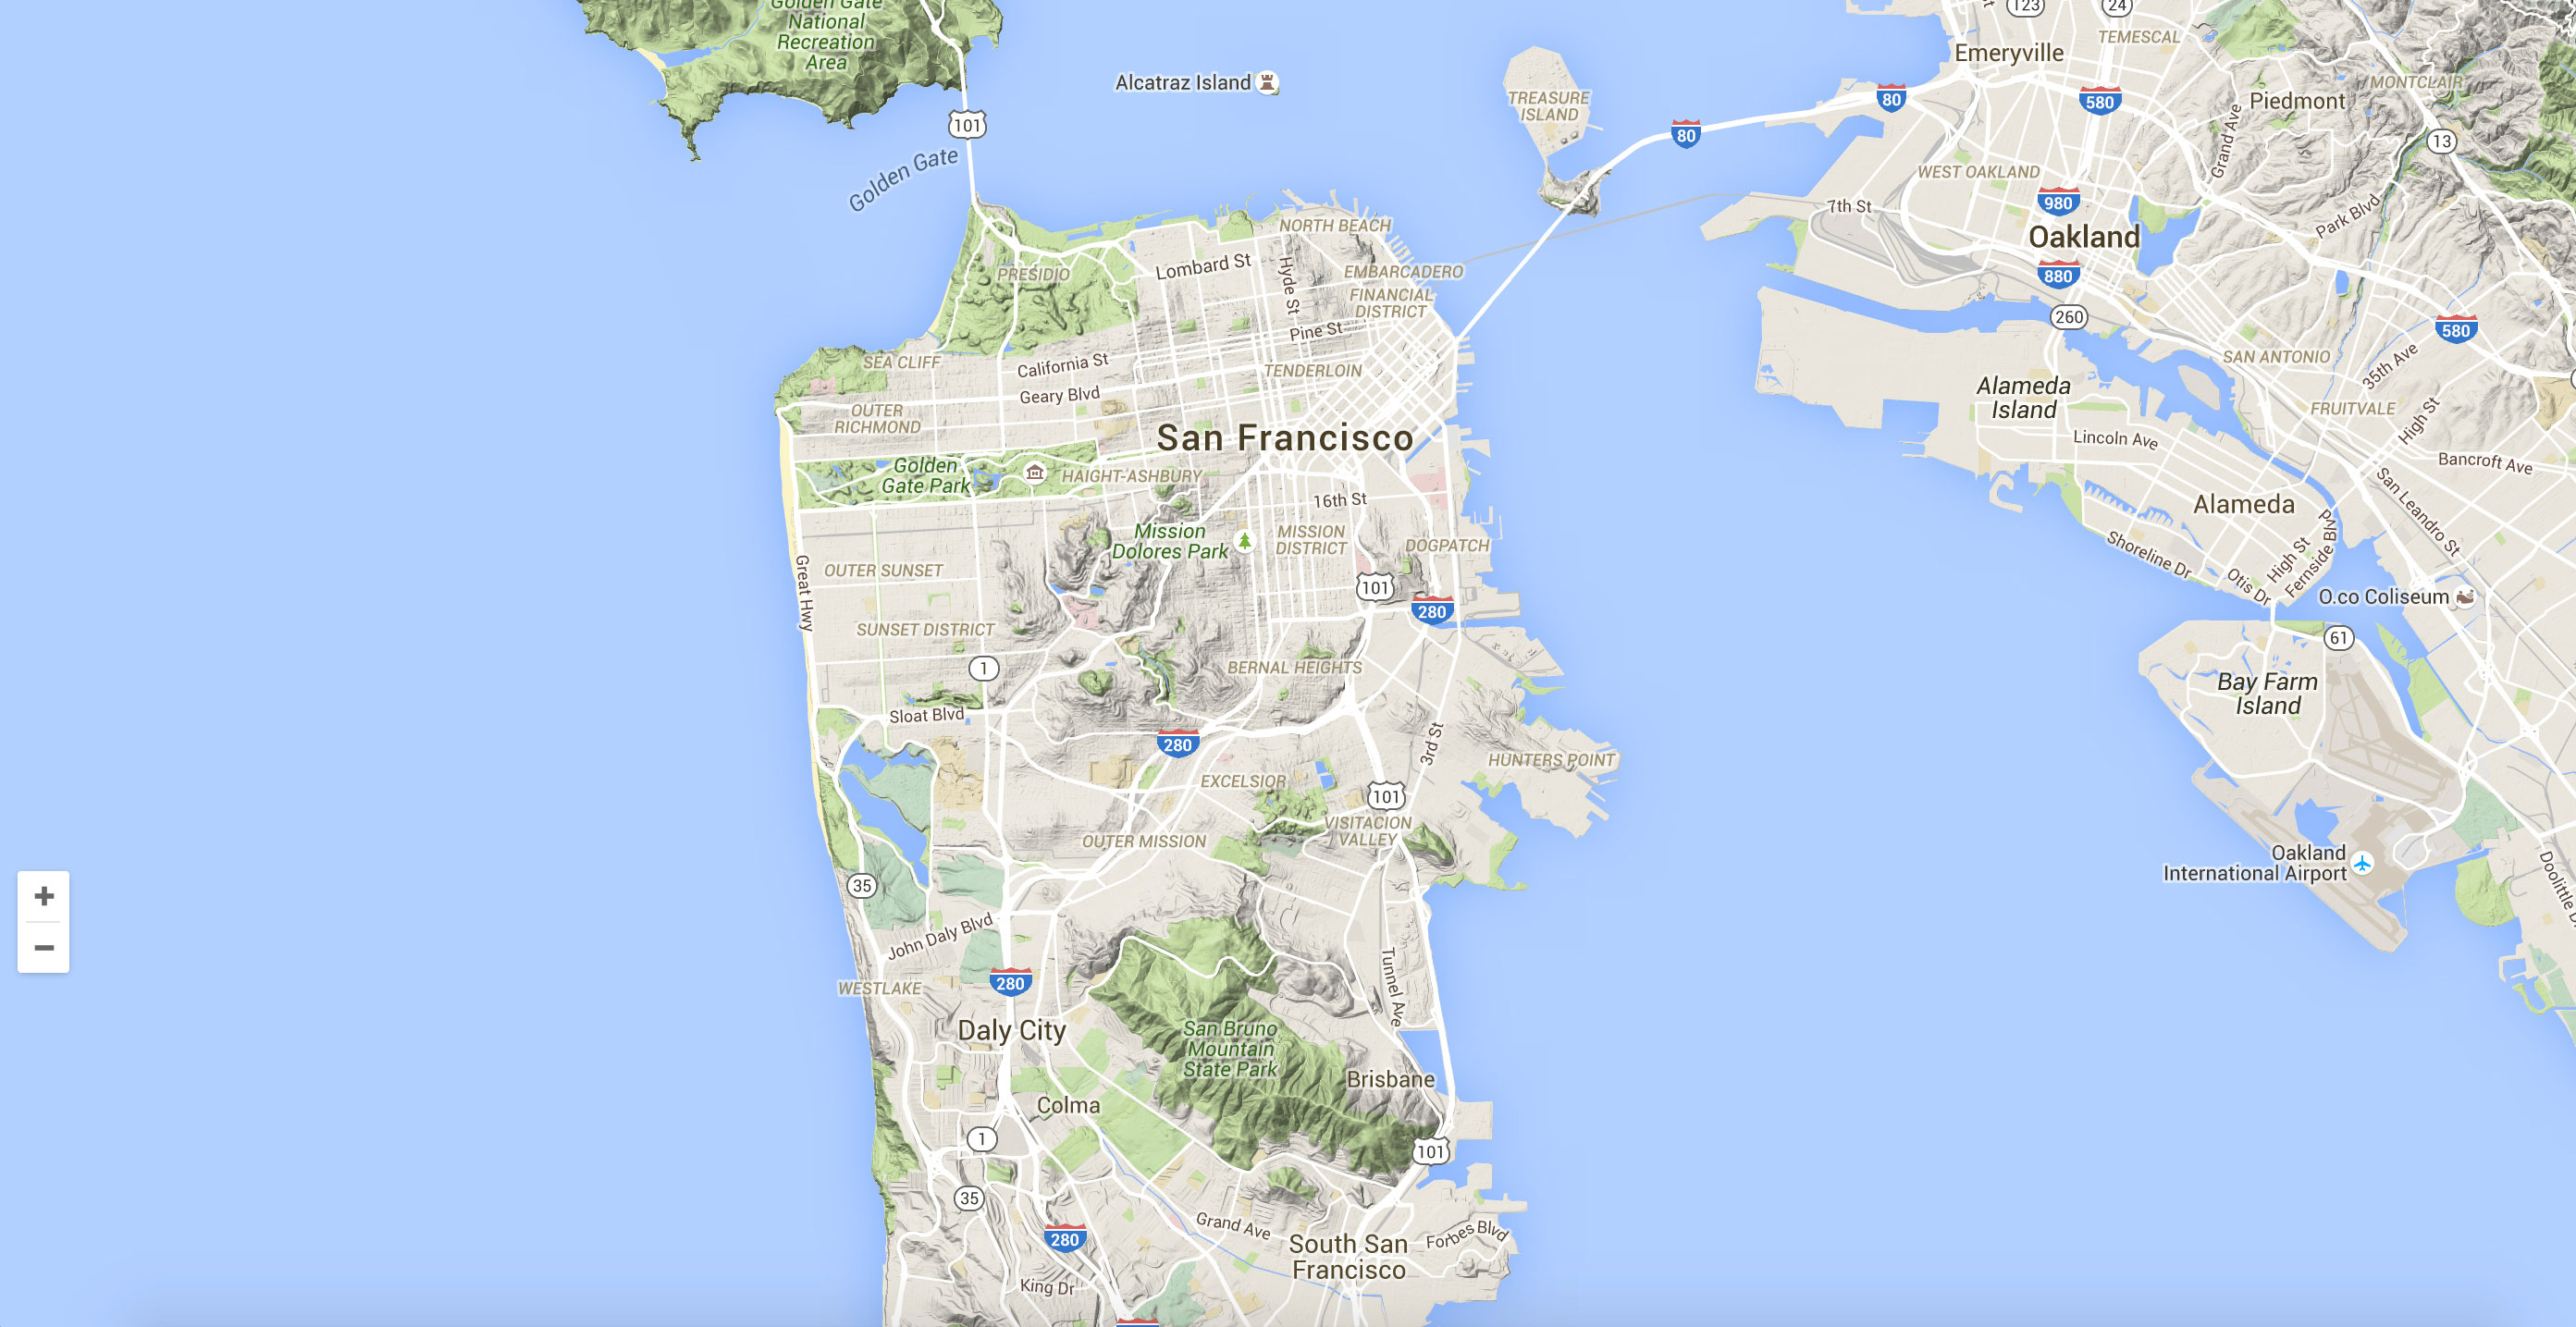 Golden Gate
National
Recreation
Area
Alcatraz Island
101
Golden Gate
TREASURE
ISLAND
80
80
123
24
TEMESCAL
Emeryville
580
Piedmont
MONTCLAIR
13
Grand Ave
WEST OAKLAND
980
7th St
Oakland
Park Blvd
880
260
580
SAN ANTONIO
35th Ave
Alameda
Island
FRUITVALE
High St
Lincoln Ave
Bancroft Ave
San Leandro St
Alameda
Shoreline Dr
Otis Dr
High St
Fernside Blvd
O.co Coliseum
61
Bay Farm
Island
Oakland
International Airport
Doolittle D
NORTH BEACH
PRESIDIO
Lombard St
Hyde St
EMBARCADERO
FINANCIAL
DISTRICT
Pine St
SEA CLIFF
California St
TENDERLOIN
Geary Blvd
OUTER
RICHMOND
San Francisco
Golden
Gate Park
HAIGHT-ASHBURY
16th St
Mission
Dolores Park
MISSION
DISTRICT
DOGPATCH
Great Hwy
OUTER SUNSET
101
280
SUNSET DISTRICT
1
BERNAL HEIGHTS
Sloat Blvd
280
3rd St
HUNTERS POINT
EXCELSIOR
101
VISITACION
VALLEY
OUTER MISSION
35
John Daly Blvd
Tunnel Ave
280
WESTLAKE
Daly City
San Bruno
Mountain
State Park
Brisbane
Colma
1
101
35
Grand Ave
280
South San
Francisco
Forbes Blvd
King Dr
+
−